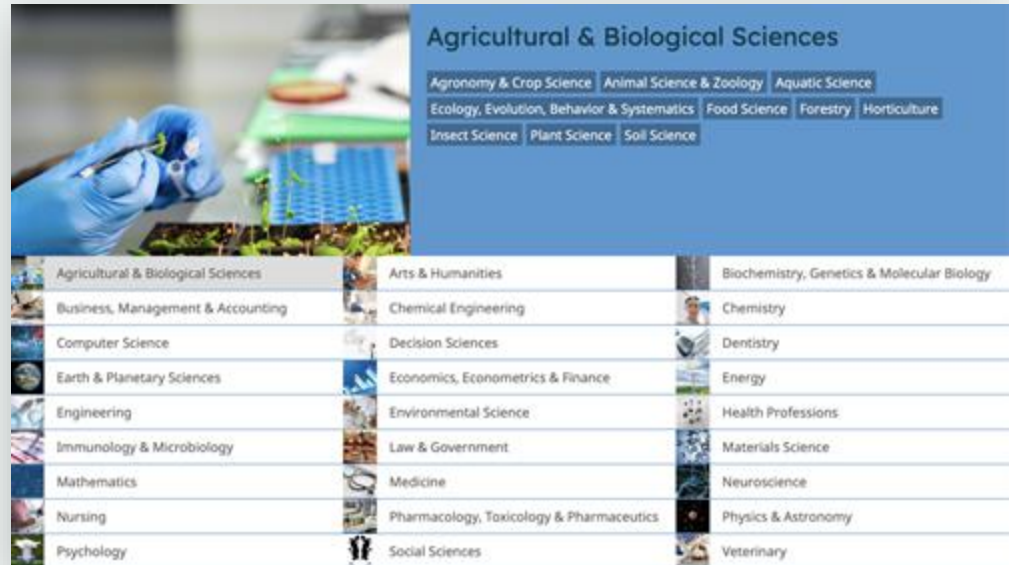 Agricultural & Biological Sciences
Agronomy & Crop Science Animal Science & Zoology Aquatic Science
Ecology, Evolution, Behavior & Systematics Food Science Forestry Horticulture
Insect Science Plant Science Soil Science
Agricultural & Biological Sciences Arts & Humanities Biochemistry, Genetics & Molecular Biology
Business, Management & Accounting Chemical Engineering Chemistry
Computer Science Decision Sciences Dentistry
Earth & Planetary Sciences Economics, Econometrics & Finance Energy
Engineering Environmental Science Health Professions
Immunology & Microbiology Law & Government Materials Science
Mathematics Medicine Neuroscience
Nursing Pharmacology, Toxicology & Pharmaceutics Physics & Astronomy
Psychology Social Sciences Veterinary